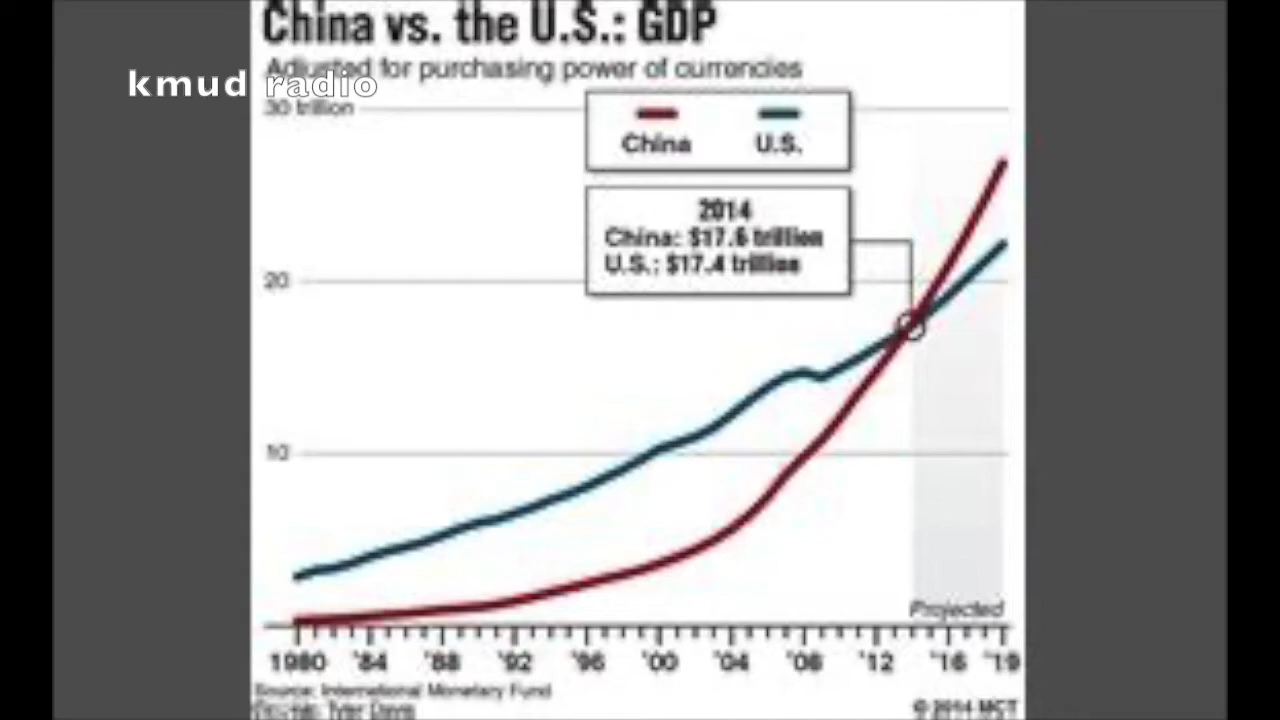 China vs. the U.S.: GDP
Adjusted for purchasing power of currencies
kmud radio
30 trillion
China U.S.
2014
China: $17.6 trillion
U.S.: $17.4 trillion
20
10
Projected
1980 '84 '88 '92 '96 '00 '04 '08 '12 '16 '19
Source: International Monetary Fund
Tyler Davis
© 2014 MCT